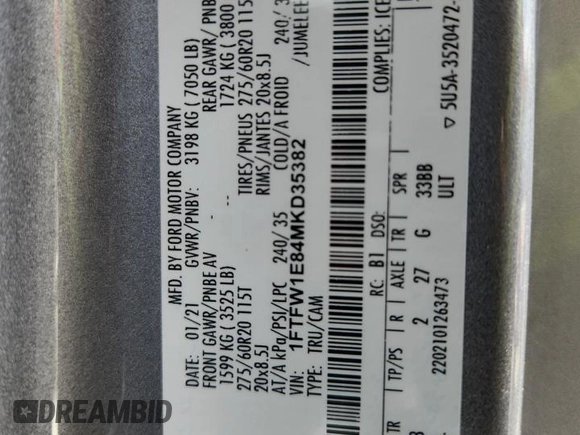 MFD. BY FORD MOTOR COMPANY
DATE: 01/21 GVWR/PNBV: 3198 KG ( 7050 LB)
FRONT GAWR/PNBE AV REAR GAWR/ PNB
1599 KG ( 3525 LB) 1724 KG ( 3800
275/60R20 115T TIRES/PNEUS 275/60R20 115
20x8.5J RIMS/JANTES 20x8.5J
AT/A kPa/PSI/LPC 240/ 35 COLD/A FROID 240/ 3
VIN: 1FTFW1E84MKD35382 /JUMELEE
TYPE: TRU/CAM COMPLIES: ICE
RC: B1 DSO:
TR TP/PS R AXLE TR SPR
2 27 G 33BB
2202101263473 ULT
▽ 5U5A-3520472-
DREAMBID